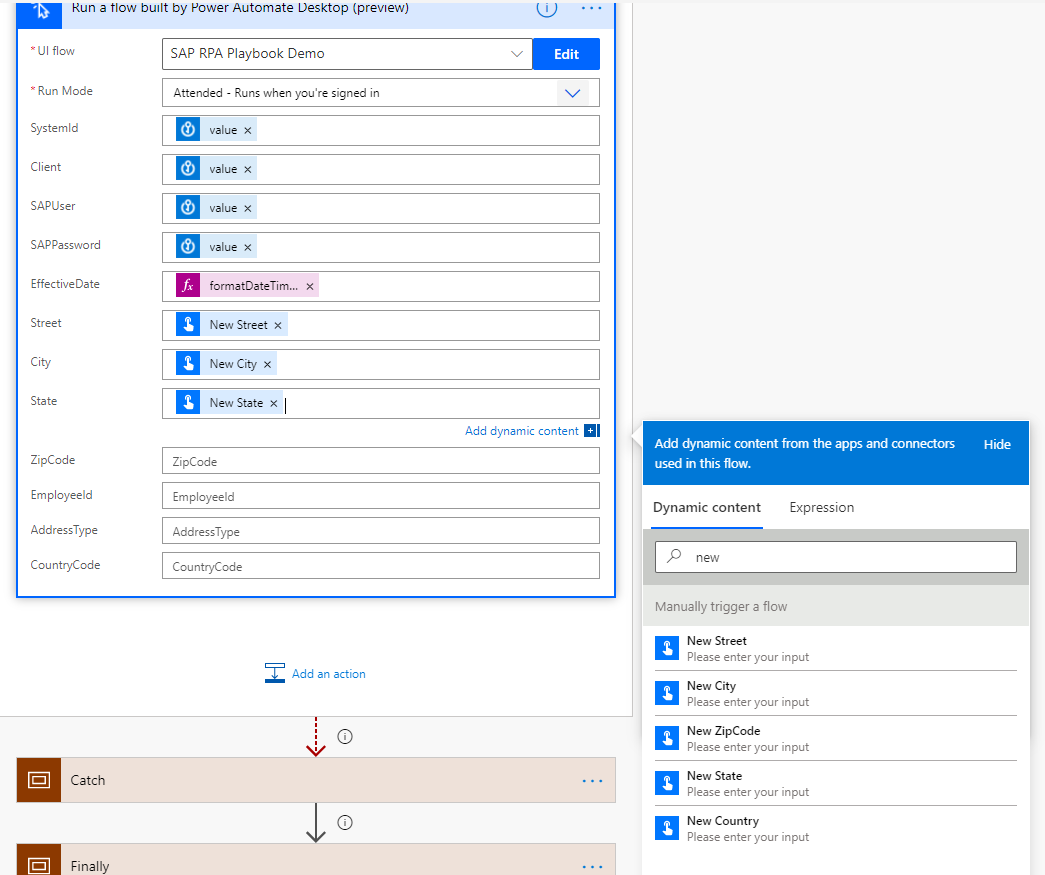 Run a flow built by Power Automate Desktop (preview)
* UI flow
SAP RPA Playbook Demo
Edit
* Run Mode
Attended - Runs when you're signed in
SystemId
value ×
Client
value ×
SAPUser
value ×
SAPPassword
value ×
EffectiveDate
fx formatDateTim... ×
Street
New Street ×
City
New City ×
State
New State ×
Add dynamic content
ZipCode
ZipCode
EmployeeId
EmployeeId
AddressType
AddressType
CountryCode
CountryCode
Add an action
Catch
Finally
Add dynamic content from the apps and connectors
used in this flow.
Hide
Dynamic content
Expression
new
Manually trigger a flow
New Street
Please enter your input
New City
Please enter your input
New ZipCode
Please enter your input
New State
Please enter your input
New Country
Please enter your input